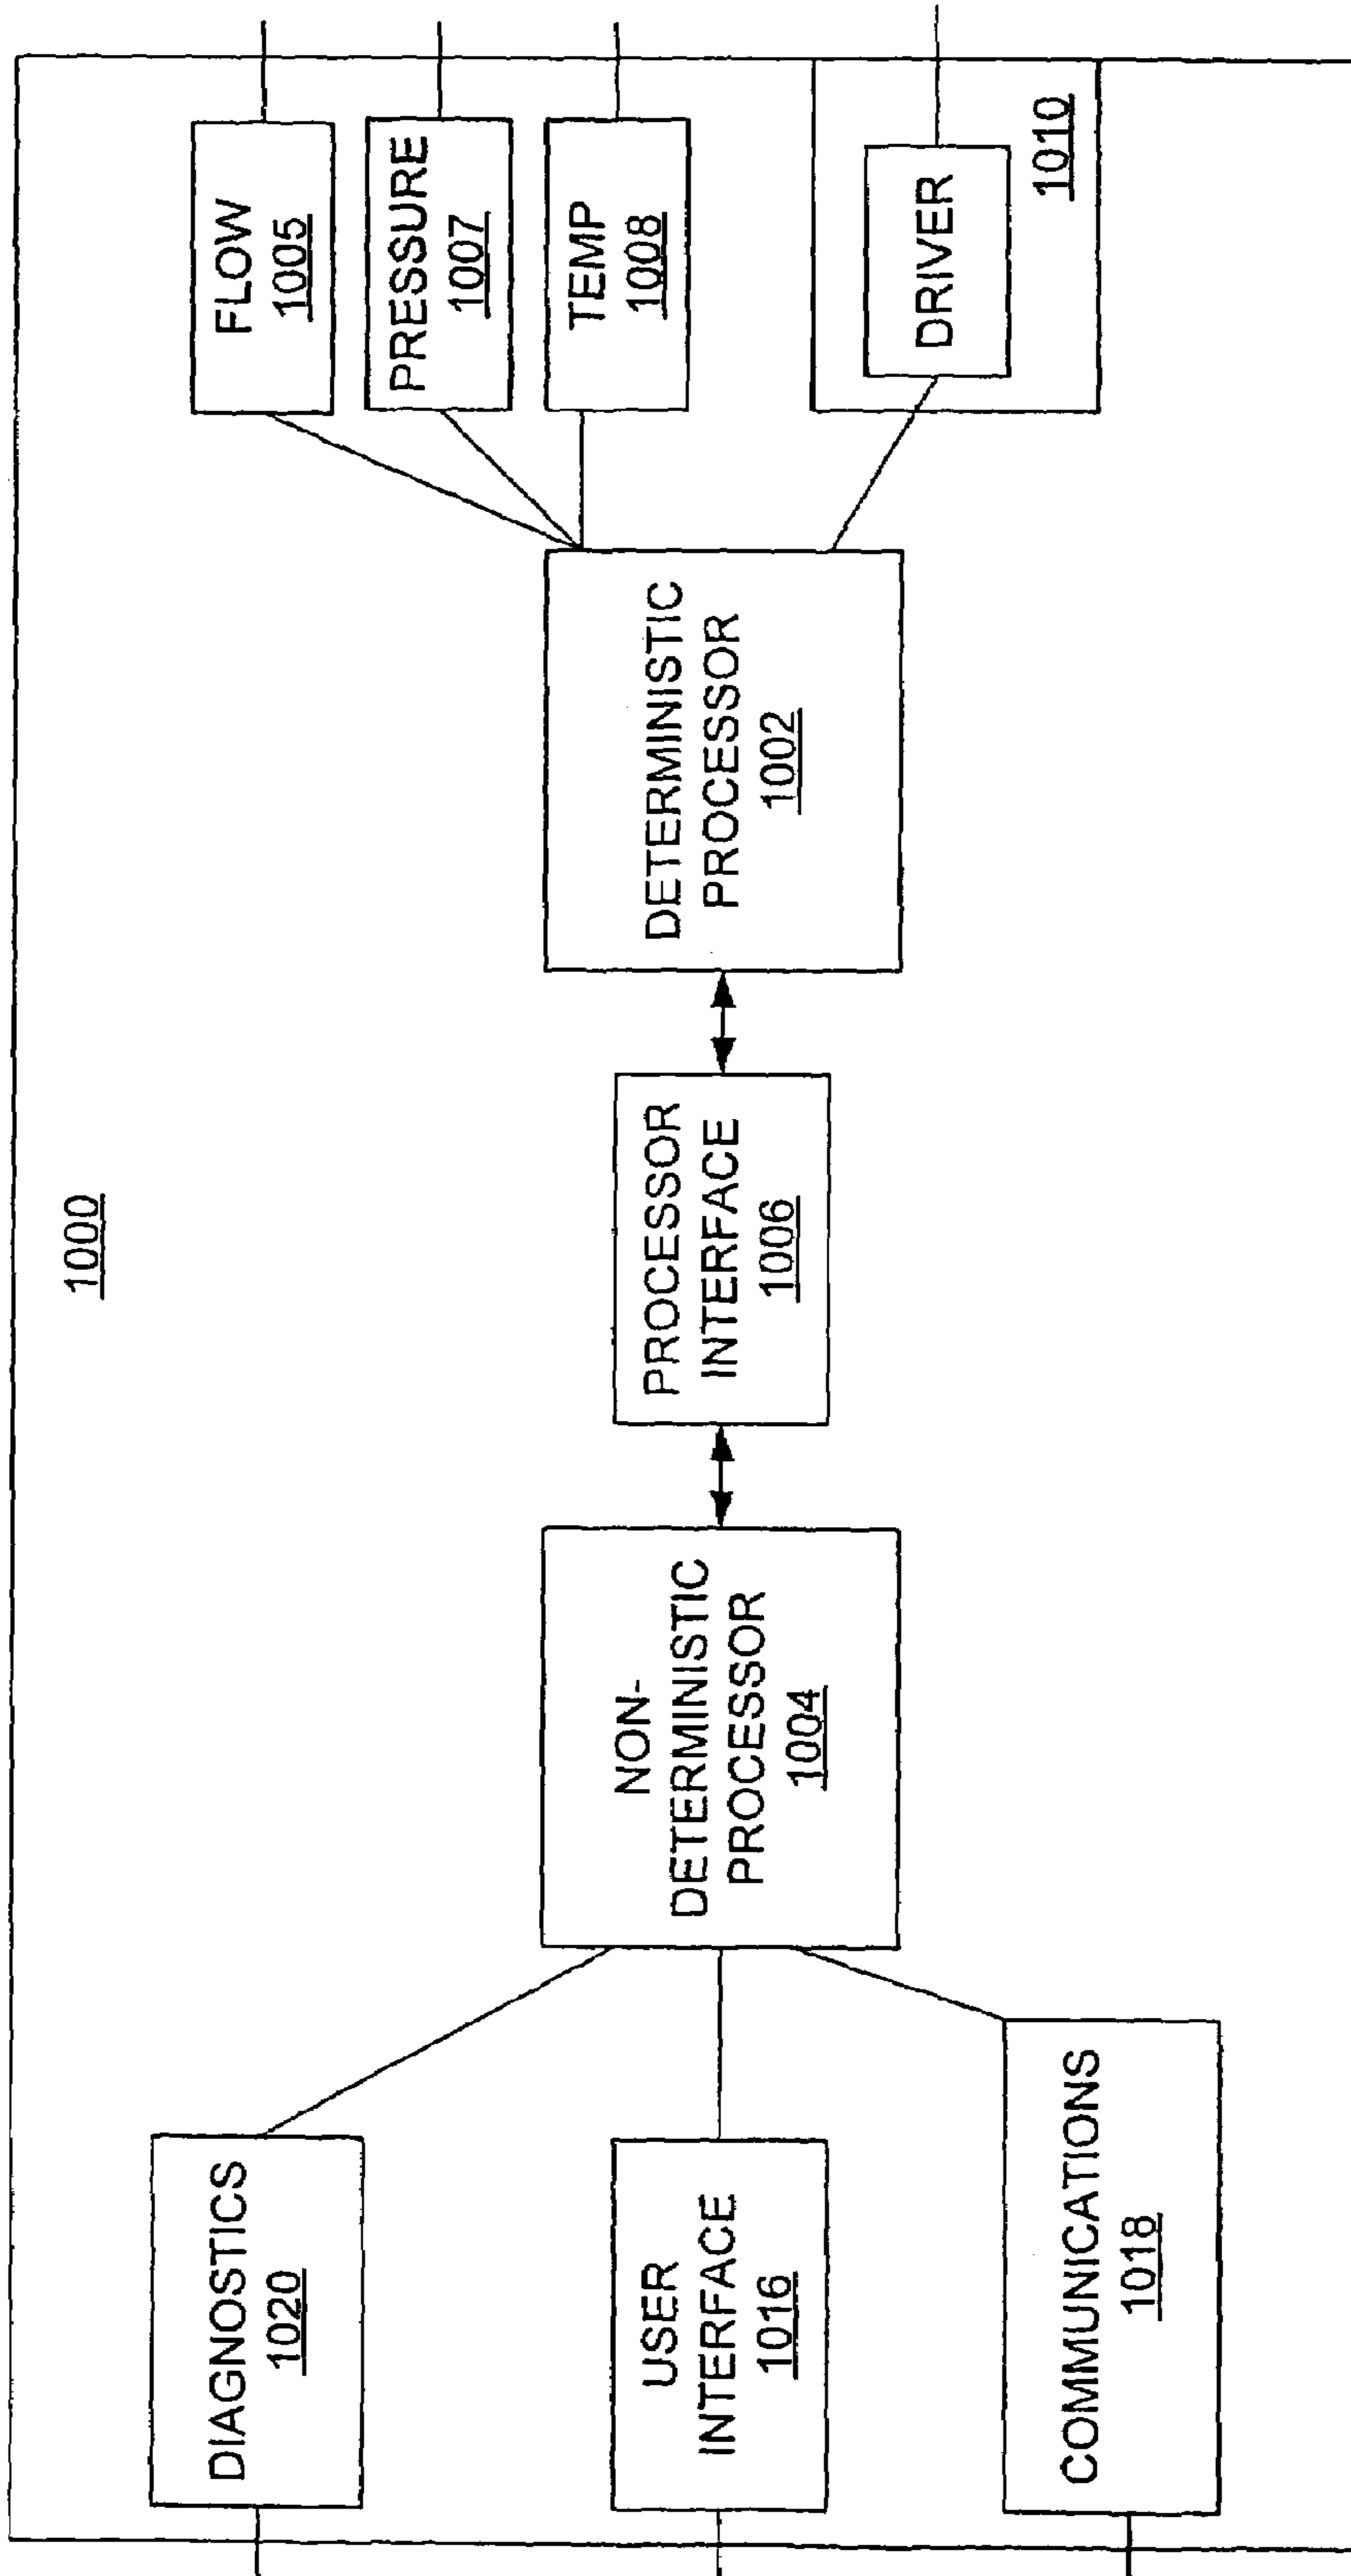 1000
DIAGNOSTICS
1020
USER
INTERFACE
1016
COMMUNICATIONS
1018
NON-
DETERMINISTIC
PROCESSOR
1004
PROCESSOR
INTERFACE
1006
DETERMINISTIC
PROCESSOR
1002
FLOW
1005
PRESSURE
1007
TEMP
1008
DRIVER
1010